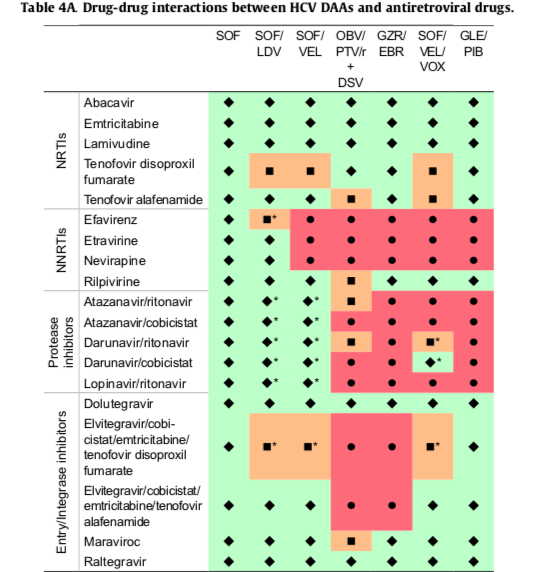 Table 4A. Drug-drug interactions between HCV DAAs and antiretroviral drugs.
SOF SOF/ SOF/ OBV/ GZR/ SOF/ GLE/
LDV VEL PTV/r EBR VEL/ PIB
+ VOX
DSV
NRTIs
Abacavir ◆ ◆ ◆ ◆ ◆ ◆ ◆
Emtricitabine ◆ ◆ ◆ ◆ ◆ ◆ ◆
Lamivudine ◆ ◆ ◆ ◆ ◆ ◆ ◆
Tenofovir disoproxil
fumarate ◆ ■ ■ ◆ ◆ ■ ◆
Tenofovir alafenamide ◆ ◆ ◆ ■ ◆ ■ ◆
NNRTIs
Efavirenz ◆ ■* ● ● ● ● ●
Etravirine ◆ ◆ ● ● ● ● ●
Nevirapine ◆ ◆ ● ● ● ● ●
Rilpivirine ◆ ◆ ◆ ■ ◆ ◆ ◆
Protease
inhibitors
Atazanavir/ritonavir ◆ ◆* ◆* ■ ● ● ●
Atazanavir/cobicistat ◆ ◆* ◆* ● ● ● ●
Darunavir/ritonavir ◆ ◆* ◆* ■ ● ■* ●
Darunavir/cobicistat ◆ ◆* ◆* ● ● ◆* ●
Lopinavir/ritonavir ◆ ◆* ◆* ● ● ● ●
Entry/Integrase inhibitors
Dolutegravir ◆ ◆ ◆ ◆ ◆ ◆ ◆
Elvitegravir/cobi-
cistat/emtricitabine/
tenofovir disoproxil
fumarate ◆ ■* ■* ● ● ■* ◆
Elvitegravir/cobicistat/
emtricitabine/tenofovir
alafenamide ◆ ◆ ◆ ● ● ◆ ◆
Maraviroc ◆ ◆ ◆ ■ ◆ ◆ ◆
Raltegravir ◆ ◆ ◆ ◆ ◆ ◆ ◆